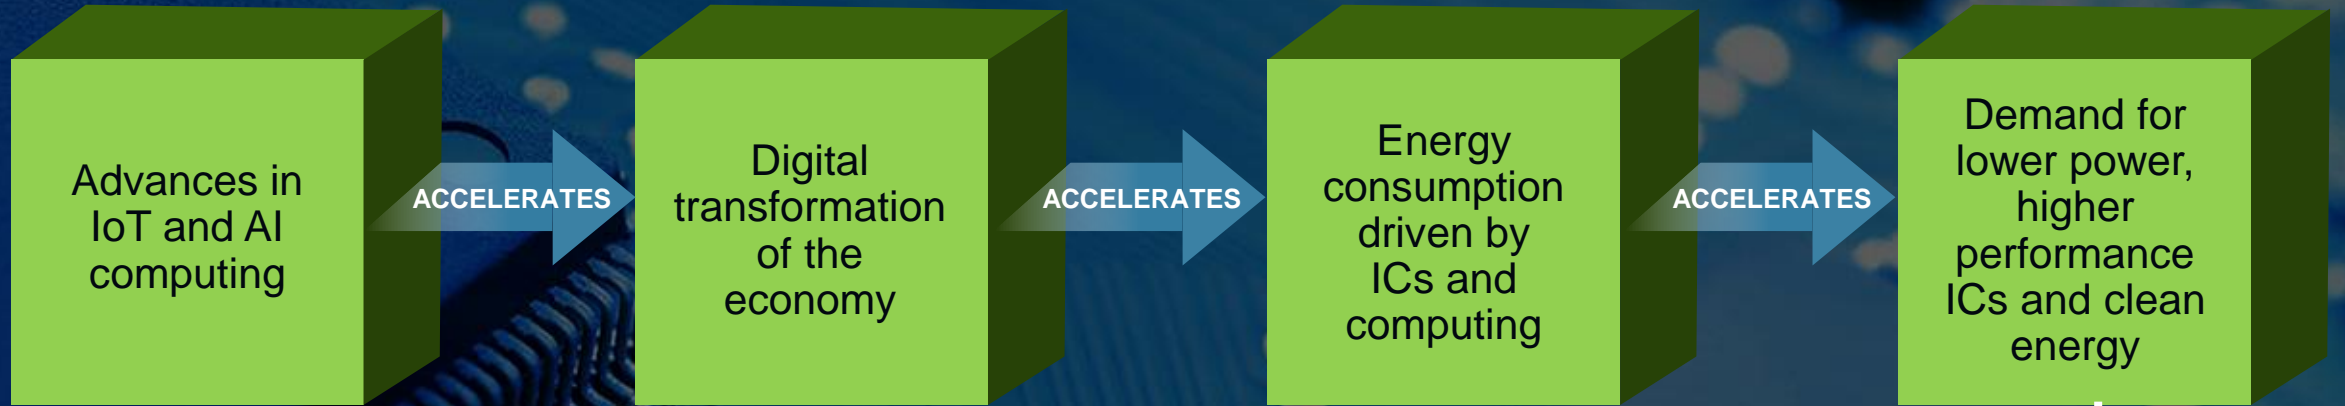 Advances in
IoT and AI
computing
ACCELERATES
Digital
transformation
of the
economy
ACCELERATES
Energy
consumption
driven by
ICs and
computing
ACCELERATES
Demand for
lower power,
higher
performance
ICs and clean
energy